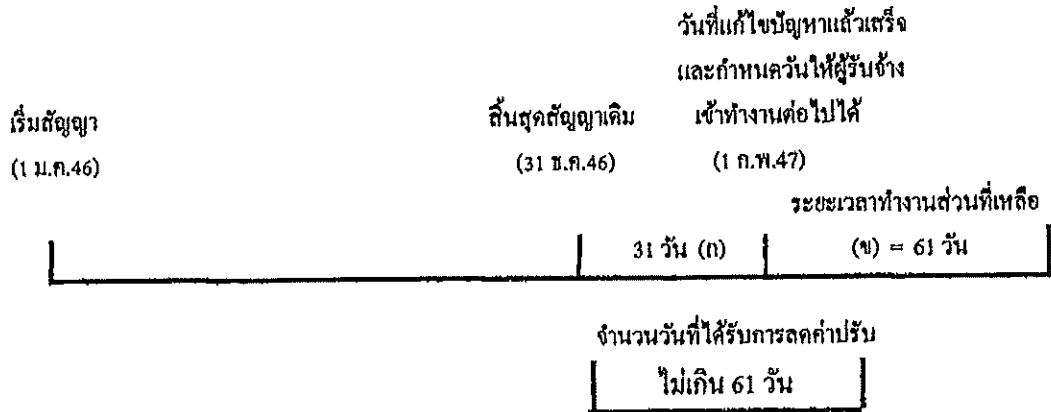 วันที่แก้ไขปัญหาแล้วเสร็จ
และกำหนดวันให้ผู้รับจ้าง
เริ่มสัญญา สิ้นสุดสัญญาเดิม เข้าทำงานต่อไปได้
(1 ม.ค.46) (31 ธ.ค.46) (1 ก.พ.47)
ระยะเวลาทำงานส่วนที่เหลือ
31 วัน (ก) (ข) = 61 วัน
จำนวนวันที่ได้รับการลดค่าปรับ
ไม่เกิน 61 วัน